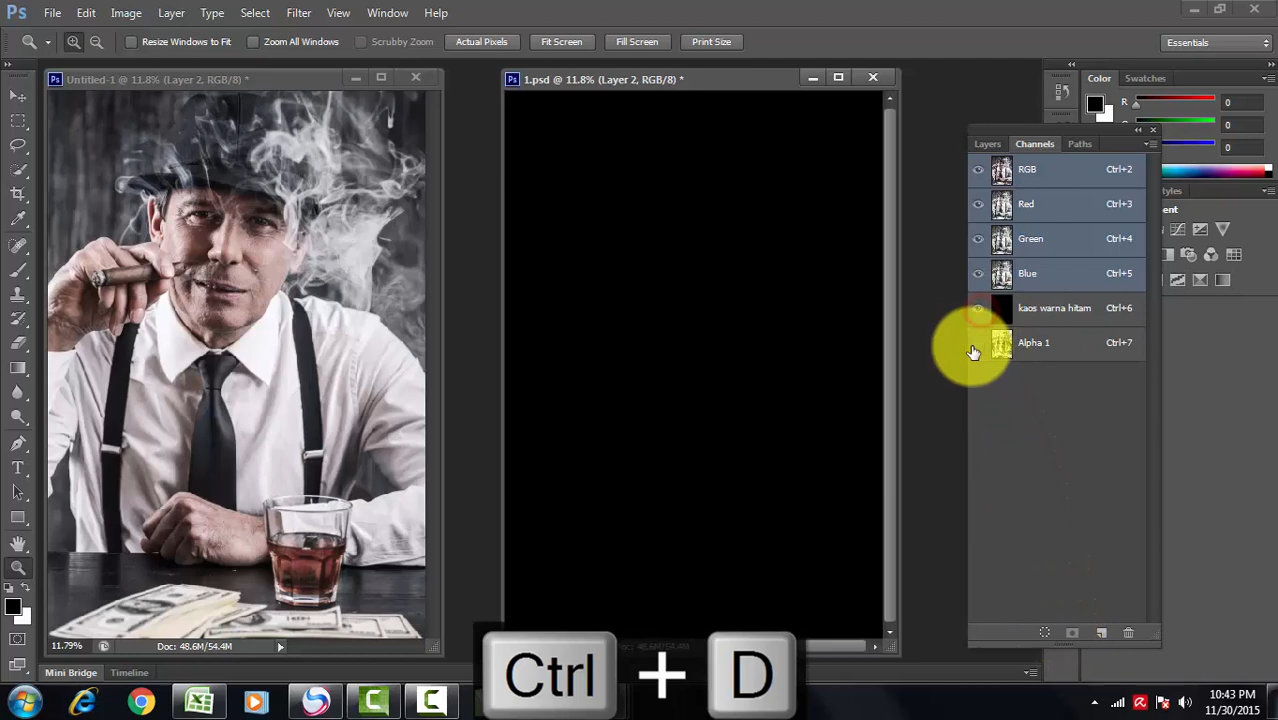 Ps File Edit Image Layer Type Select Filter View Window Help
Resize Windows to Fit Zoom All Windows Scrubby Zoom Actual Pixels Fit Screen Fill Screen Print Size Essentials
Ps Untitled-1 @ 11.8% (Layer 2, RGB/8) *
Ps 1.psd @ 11.8% (Layer 2, RGB/8) *
Color Swatches
R 0
0
0
Layers Channels Paths
RGB Ctrl+2
Red Ctrl+3
Green Ctrl+4
Blue Ctrl+5
kaos warna hitam Ctrl+6
Alpha 1 Ctrl+7
11.79% Doc: 48.6M/54.4M
Mini Bridge Timeline
Ctrl + D
10:43 PM
11/30/2015